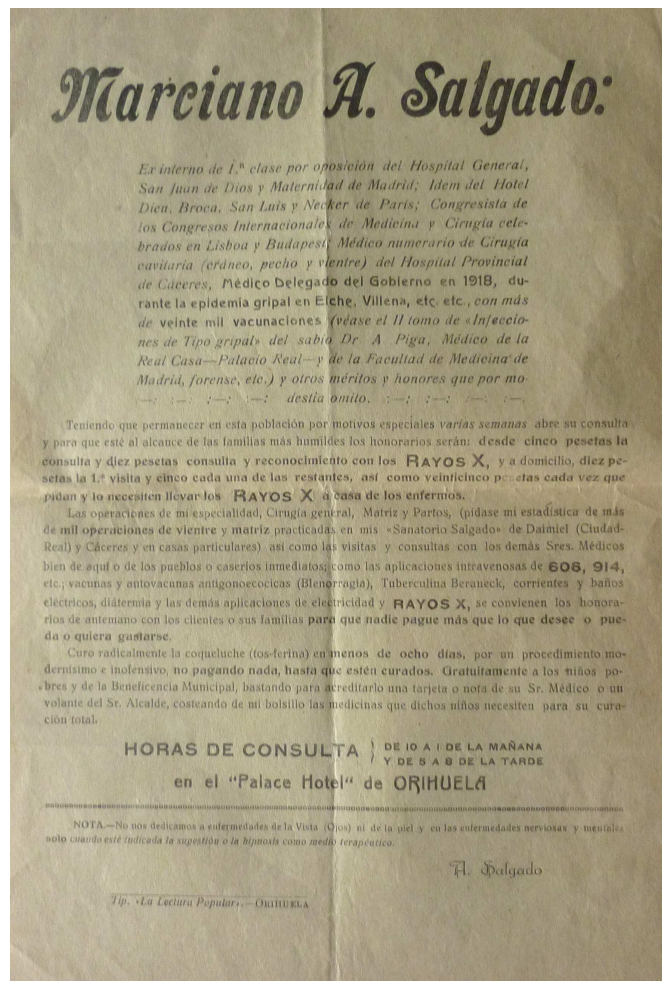 Marciano A. Salgado:
Ex interno de 1.ª clase por oposición del Hospital General,
San Juan de Dios y Maternidad de Madrid; Idem del Hotel
Dieu, Broca, San Luis y Necker de París; Congresista de
los Congresos Internacionales de Medicina y Cirugía cele-
brados en Lisboa y Budapest; Médico numerario de Cirugía
cavitaria (cráneo, pecho y vientre) del Hospital Provincial
de Cáceres, Médico Delegado del Gobierno en 1918, du-
rante la epidemia gripal en Elche, Villena, etc. etc., con más
de veinte mil vacunaciones (véase el II tomo de «Infeccio-
nes de Tipo gripal» del sabio Dr A Piga, Médico de la
Real Casa—Palacio Real—y de la Facultad de Medicina de
Madrid, forense, etc.) y otros méritos y honores que por mo-
:—: :—: :—: :—: destia omito. :—: :—: :—: :—:
Teniendo que permanecer en esta población por motivos especiales varias semanas abre su consulta
y para que esté al alcance de las familias más humildes los honorarios serán: desde cinco pesetas la
consulta y diez pesetas consulta y reconocimiento con los RAYOS X, y a domicilio, diez pe-
setas la 1.ª visita y cinco cada una de las restantes, así como veinticinco pesetas cada vez que
pidan y lo necesiten llevar los RAYOS X a casa de los enfermos.
Las operaciones de mi especialidad, Cirugía general, Matriz y Partos, (pídase mi estadística de más
de mil operaciones de vientre y matriz practicadas en mis «Sanatorio Salgado» de Daimiel (Ciudad-
Real) y Cáceres y en casas particulares) así como las visitas y consultas con los demás Sres. Médicos
bien de aquí o de los pueblos o caseríos inmediatos; como las aplicaciones intravenosas de 606, 914,
etc.; vacunas y antovacunas antigonoecocicas (Blenorragia), Tuberculina Beraneck, corrientes y baños
eléctricos, diátermia y las demás aplicaciones de electricidad y RAYOS X, se convienen los honora-
rios de antemano con los clientes o sus familias para que nadie pague más que lo que desee o pue-
da o quiera gastarse.
Curo radicalmente la coqueluche (tos-ferina) en menos de ocho días, por un procedimiento mo-
dernísimo e inofensivo, no pagando nada, hasta que estén curados. Gratuitamente a los niños po-
bres y de la Beneficencia Municipal, bastando para acreditarlo una tarjeta o nota de su Sr. Médico o un
volante del Sr. Alcalde, costeando de mi bolsillo las medicinas que dichos niños necesiten para su cura-
ción total.
HORAS DE CONSULTA } DE 10 A 1 DE LA MAÑANA
Y DE 5 A 8 DE LA TARDE
en el "Palace Hotel" de ORIHUELA
NOTA.—No nos dedicamos a enfermedades de la Vista (Ojos) ni de la piel y en las enfermedades nerviosas y mentales
solo cuando esté indicada la sugestión o la hipnosis como medio terapéutico.
A. Salgado
Tip. «La Lectura Popular».—ORIHUELA